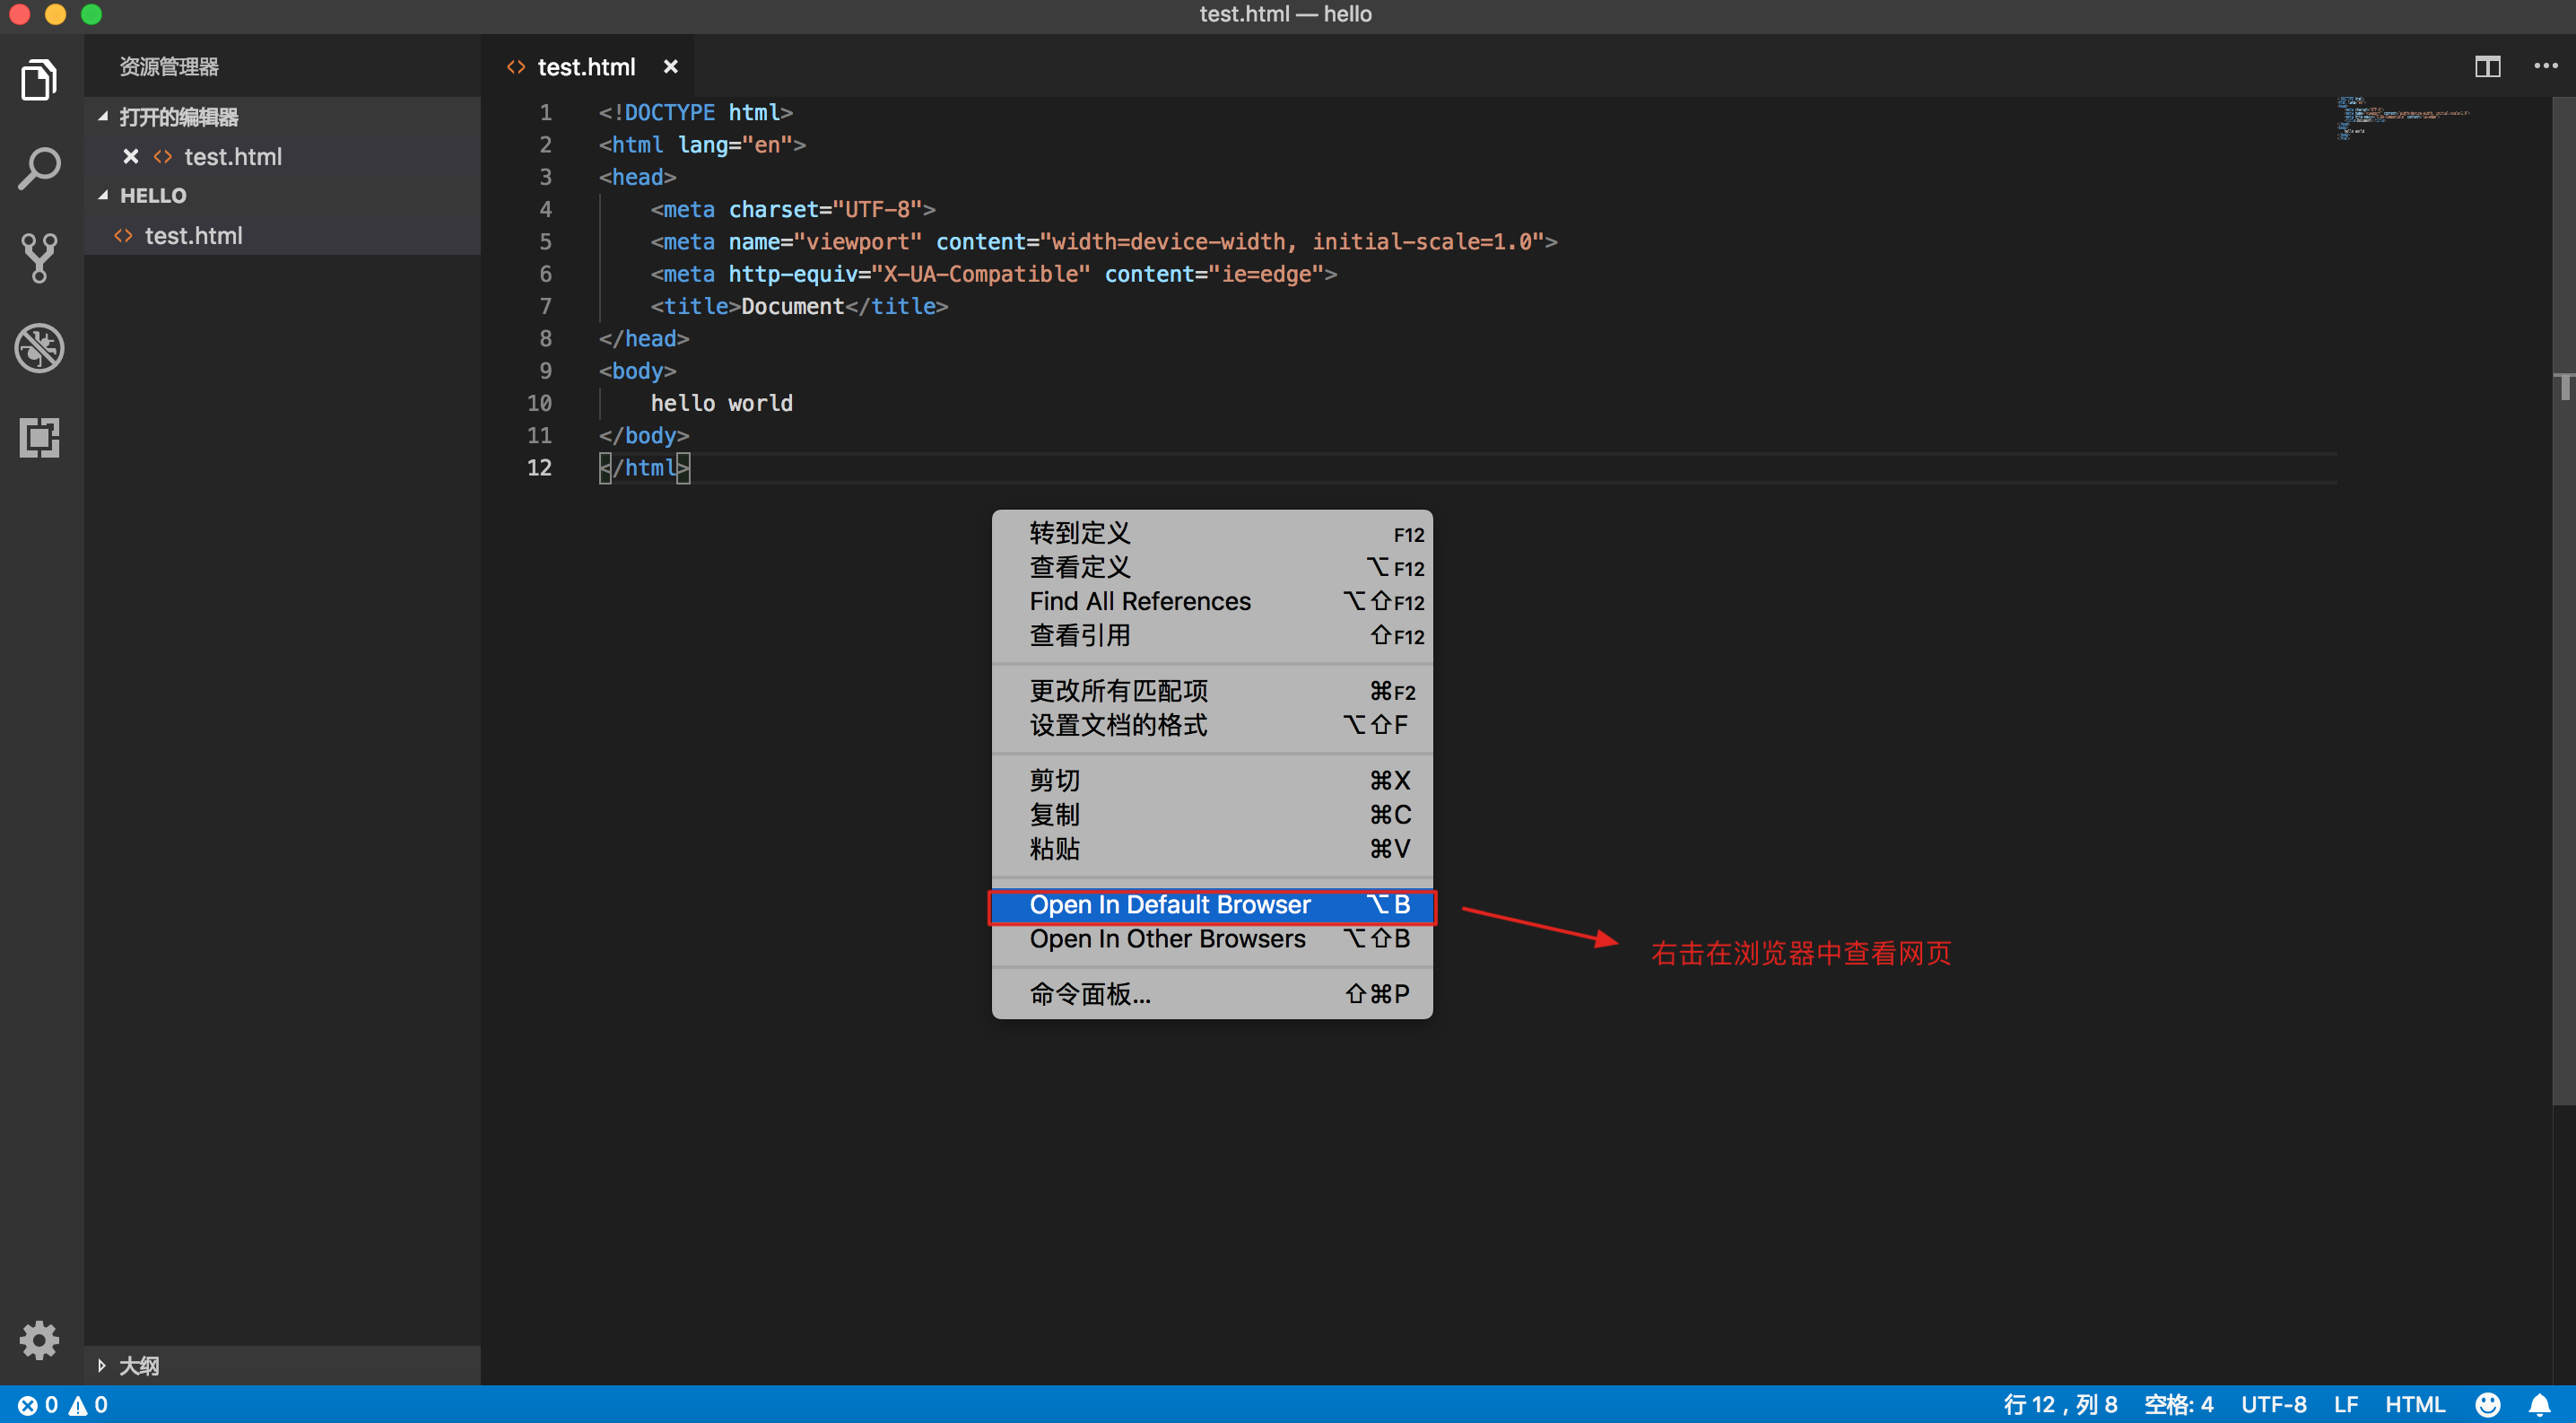 test.html — hello
资源管理器
打开的编辑器
test.html
HELLO
test.html
大纲
test.html
1 <!DOCTYPE html>
2 <html lang="en">
3 <head>
4 <meta charset="UTF-8">
5 <meta name="viewport" content="width=device-width, initial-scale=1.0">
6 <meta http-equiv="X-UA-Compatible" content="ie=edge">
7 <title>Document</title>
8 </head>
9 <body>
10 hello world
11 </body>
12 </html>
转到定义 F12
查看定义 ⌥F12
Find All References ⌥⇧F12
查看引用 ⇧F12
更改所有匹配项 ⌘F2
设置文档的格式 ⌥⇧F
剪切 ⌘X
复制 ⌘C
粘贴 ⌘V
Open In Default Browser ⌥B
Open In Other Browsers ⌥⇧B
命令面板... ⇧⌘P
右击在浏览器中查看网页
0 0 行 12，列 8 空格: 4 UTF-8 LF HTML